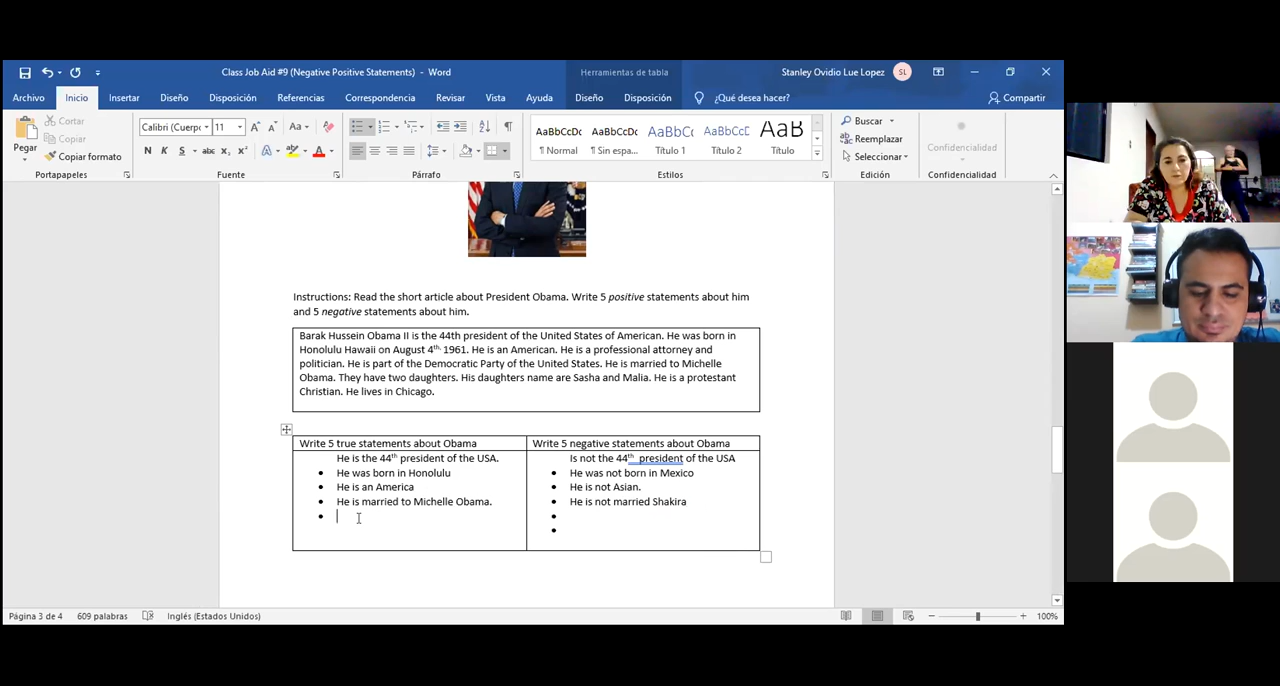 Class Job Aid #9 (Negative Positive Statements) - Word
Herramientas de tabla
Stanley Ovidio Lue Lopez
SL
Archivo Inicio Insertar Diseño Disposición Referencias Correspondencia Revisar Vista Ayuda Diseño Disposición ¿Qué desea hacer? Compartir
Pegar
Cortar
Copiar
Copiar formato
Portapapeles
Calibri (Cuerpo 11
N K S abc x₂ x²
Fuente
Párrafo
AaBbCcDc AaBbCcDc AaBbCc AaBbCcD AaB
¶ Normal ¶ Sin espa... Título 1 Título 2 Título
Estilos
Buscar
Reemplazar
Seleccionar
Edición
Confidencialidad
Confidencialidad
Instructions: Read the short article about President Obama. Write 5 positive statements about him
and 5 negative statements about him.
Barak Hussein Obama II is the 44th president of the United States of American. He was born in
Honolulu Hawaii on August 4th, 1961. He is an American. He is a professional attorney and
politician. He is part of the Democratic Party of the United States. He is married to Michelle
Obama. They have two daughters. His daughters name are Sasha and Malia. He is a protestant
Christian. He lives in Chicago.
Write 5 true statements about Obama
He is the 44th president of the USA.
• He was born in Honolulu
• He is an America
• He is married to Michelle Obama.
•
Write 5 negative statements about Obama
Is not the 44th president of the USA
• He was not born in Mexico
• He is not Asian.
• He is not married Shakira
•
•
Página 3 de 4 609 palabras Inglés (Estados Unidos) 100%